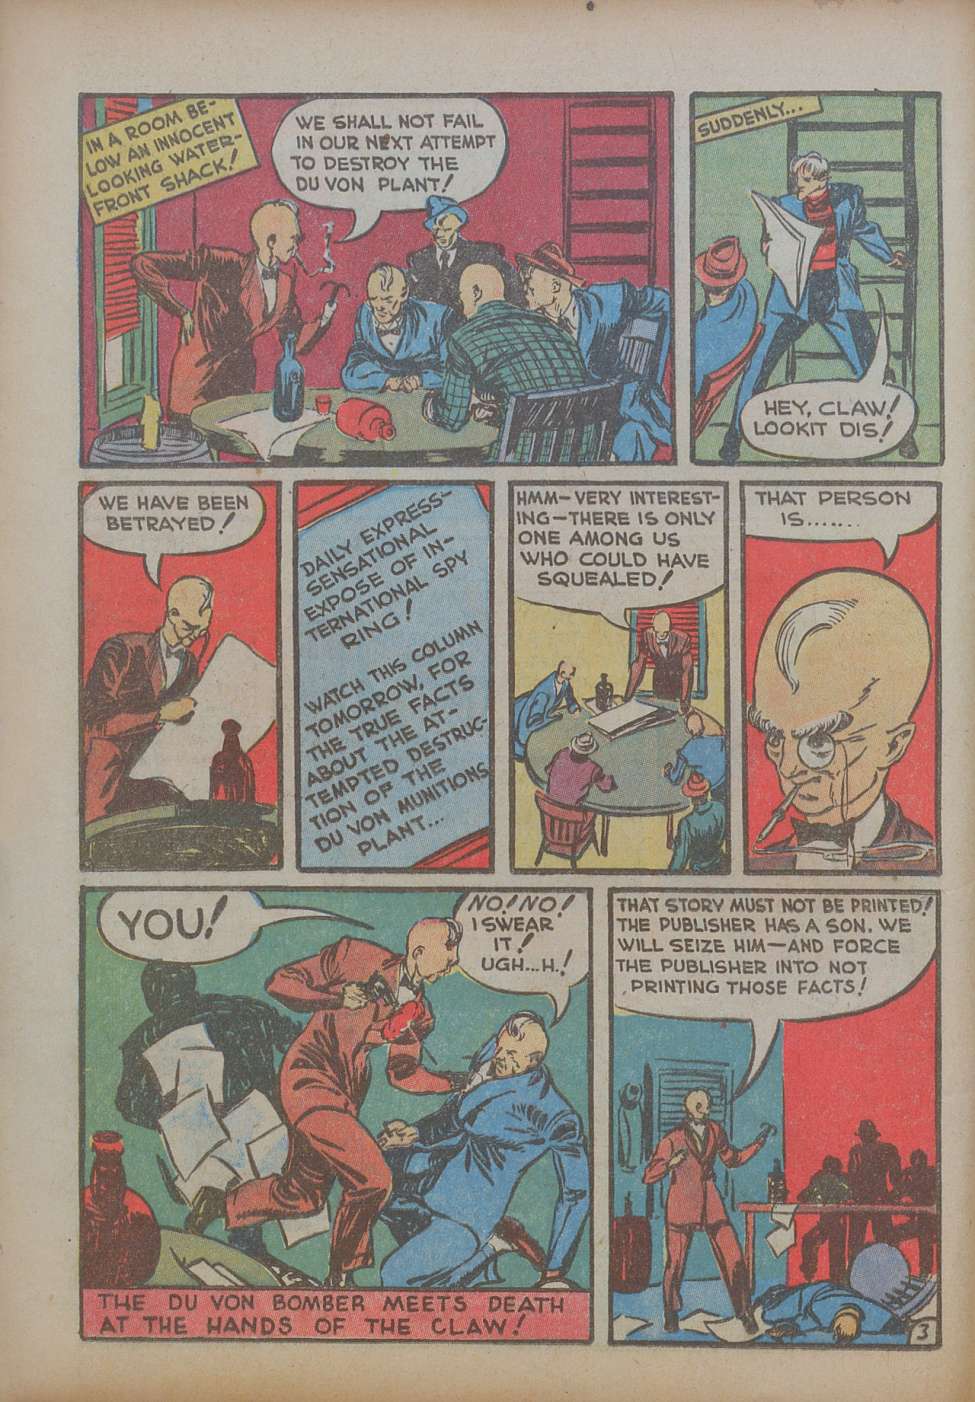 IN A ROOM BE-
LOW AN INNOCENT
LOOKING WATER-
FRONT SHACK!
WE SHALL NOT FAIL
IN OUR NEXT ATTEMPT
TO DESTROY THE
DU VON PLANT!
SUDDENLY...
HEY, CLAW!
LOOKIT DIS!
WE HAVE BEEN
BETRAYED!
DAILY EXPRESS-
SENSATIONAL
EXPOSE OF IN-
TERNATIONAL SPY
RING!
WATCH THIS COLUMN
TOMORROW, FOR
THE TRUE FACTS
ABOUT THE AT-
TEMPTED DESTRUC-
TION OF THE
DU VON MUNITIONS
PLANT...
HMM-VERY INTEREST-
ING-THERE IS ONLY
ONE AMONG US
WHO COULD HAVE
SQUEALED!
THAT PERSON
IS.......
YOU!
NO! NO!
I SWEAR
IT!
UGH...H.!
THE DU VON BOMBER MEETS DEATH
AT THE HANDS OF THE CLAW!
THAT STORY MUST NOT BE PRINTED!
THE PUBLISHER HAS A SON. WE
WILL SEIZE HIM-AND FORCE
THE PUBLISHER INTO NOT
PRINTING THOSE FACTS!
3